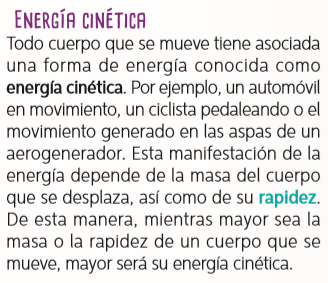 ENERGÍA CINÉTICA
Todo cuerpo que se mueve tiene asociada
una forma de energía conocida como
energía cinética. Por ejemplo, un automóvil
en movimiento, un ciclista pedaleando o el
movimiento generado en las aspas de un
aerogenerador. Esta manifestación de la
energía depende de la masa del cuerpo
que se desplaza, así como de su rapidez.
De esta manera, mientras mayor sea la
masa o la rapidez de un cuerpo que se
mueve, mayor será su energía cinética.